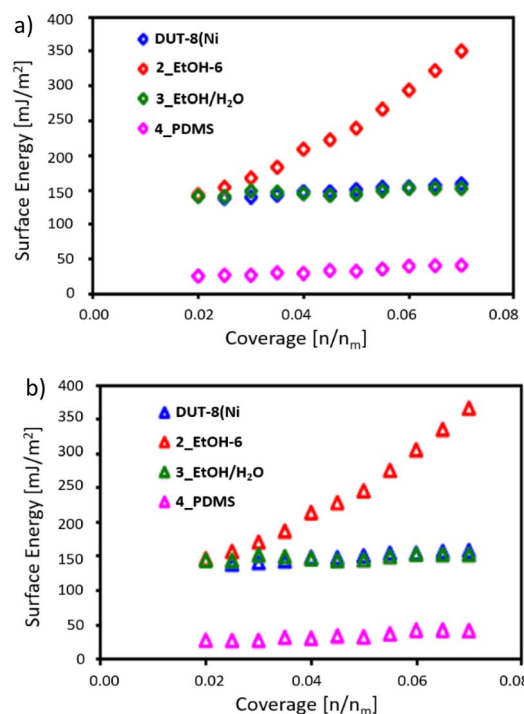 a)
400
350
300
250
200
150
100
50
0
Surface Energy [mJ/m²]
DUT-8(Ni
2_EtOH-6
3_EtOH/H₂O
4_PDMS
0.00 0.02 0.04 0.06 0.08
Coverage [n/nₘ]
b)
400
350
300
250
200
150
100
50
0
Surface Energy [mJ/m²]
DUT-8(Ni
2_EtOH-6
3_EtOH/H₂O
4_PDMS
0.00 0.02 0.04 0.06 0.08
Coverage [n/nₘ]